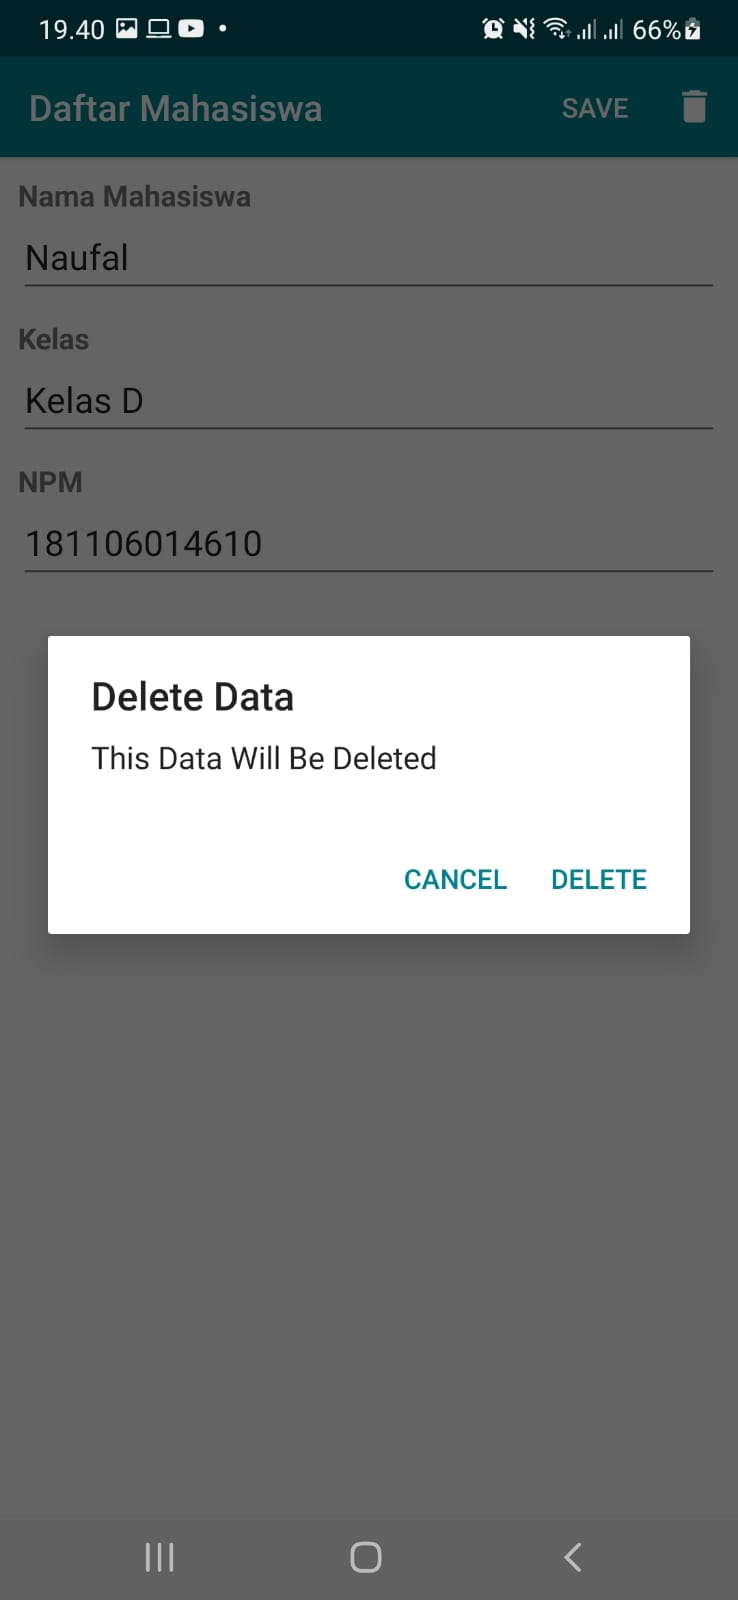 19.40 66%
Daftar Mahasiswa SAVE
Nama Mahasiswa
Naufal
Kelas
Kelas D
NPM
181106014610
Delete Data
This Data Will Be Deleted
CANCEL DELETE